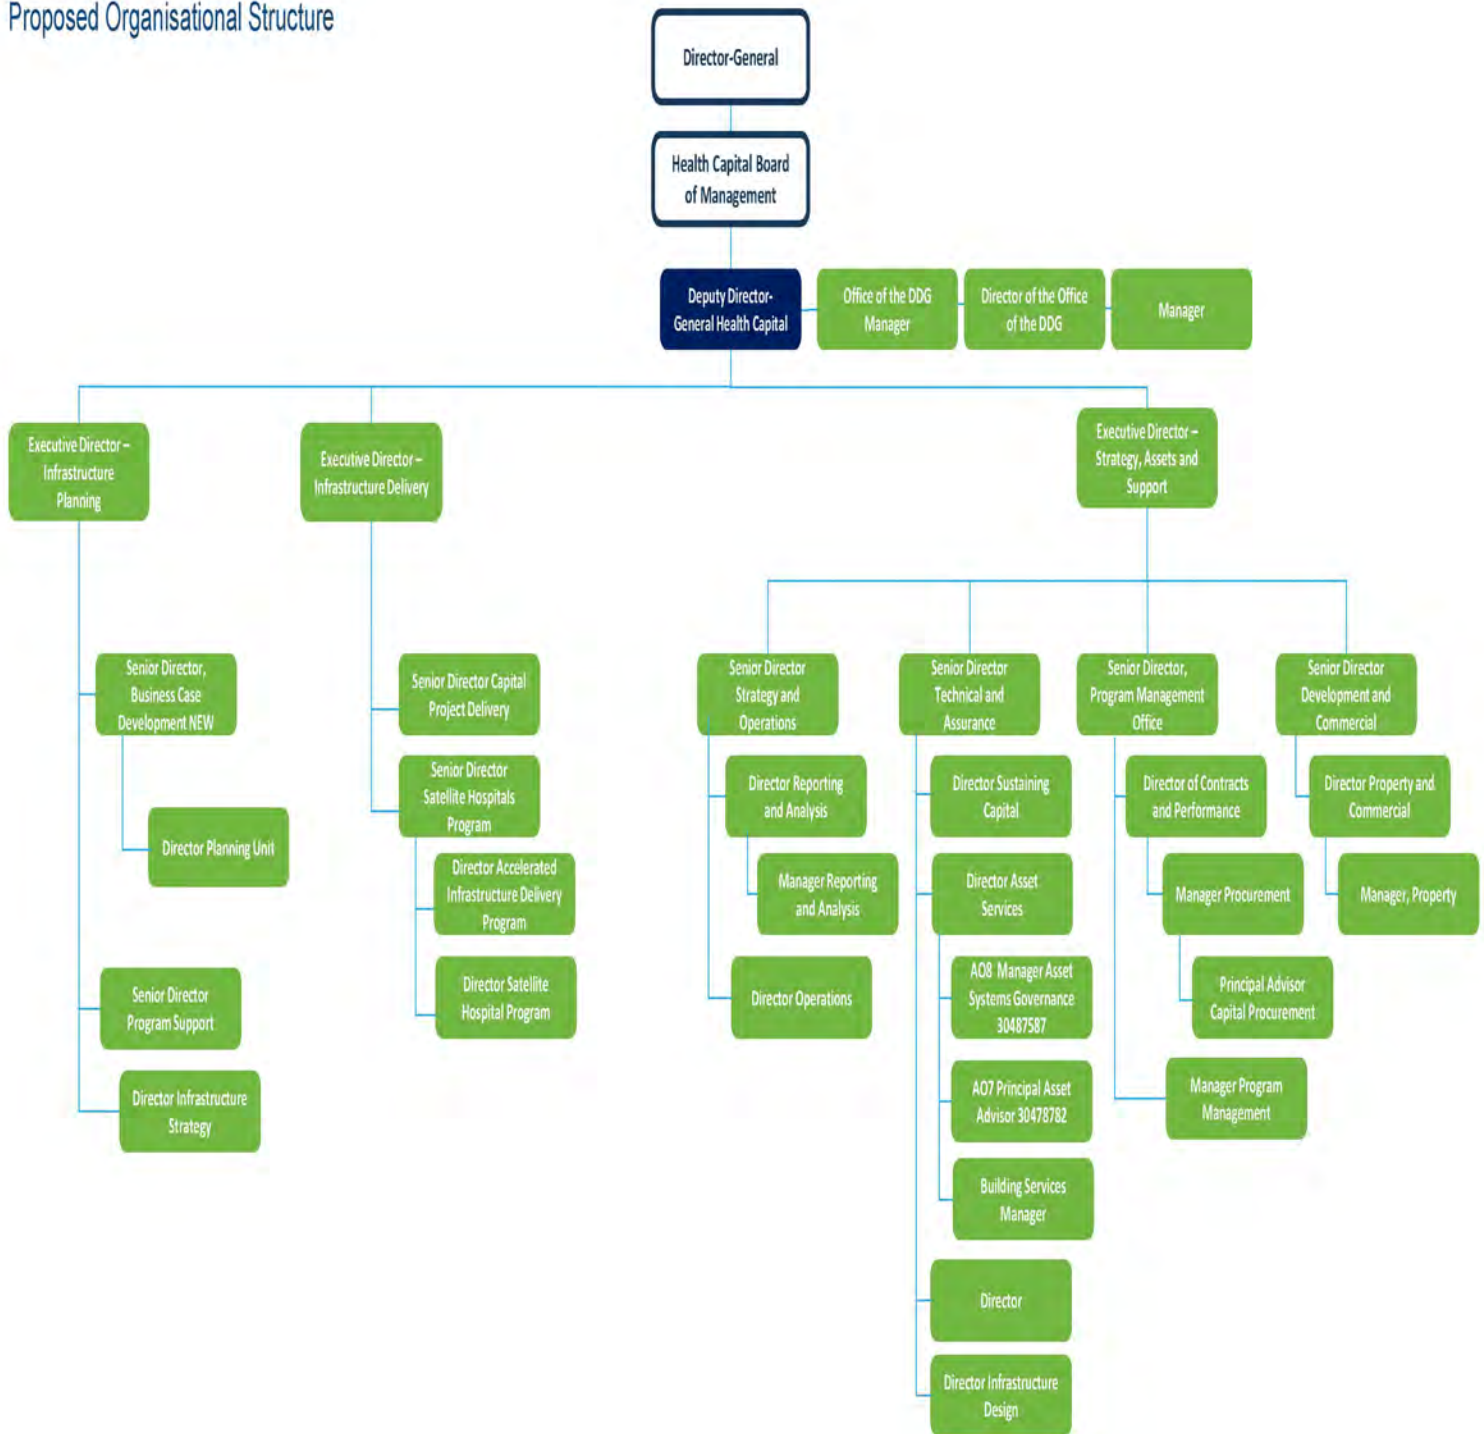 Proposed Organisational Structure
Director-General
Health Capital Board
of Management
Deputy Director-
General Health Capital
Office of the DDG
Manager
Director of the Office
of the DDG
Manager
Executive Director –
Infrastructure
Planning
Executive Director –
Infrastructure Delivery
Executive Director –
Strategy, Assets and
Support
Senior Director,
Business Case
Development NEW
Director Planning Unit
Senior Director
Program Support
Director Infrastructure
Strategy
Senior Director Capital
Project Delivery
Senior Director
Satellite Hospitals
Program
Director Accelerated
Infrastructure Delivery
Program
Director Satellite
Hospital Program
Senior Director
Strategy and
Operations
Director Reporting
and Analysis
Manager Reporting
and Analysis
Director Operations
Senior Director
Technical and
Assurance
Director Sustaining
Capital
Director Asset
Services
AO8 Manager Asset
Systems Governance
30487587
AO7 Principal Asset
Advisor 30478782
Building Services
Manager
Director
Director Infrastructure
Design
Senior Director,
Program Management
Office
Director of Contracts
and Performance
Manager Procurement
Principal Advisor
Capital Procurement
Manager Program
Management
Senior Director
Development and
Commercial
Director Property and
Commercial
Manager, Property